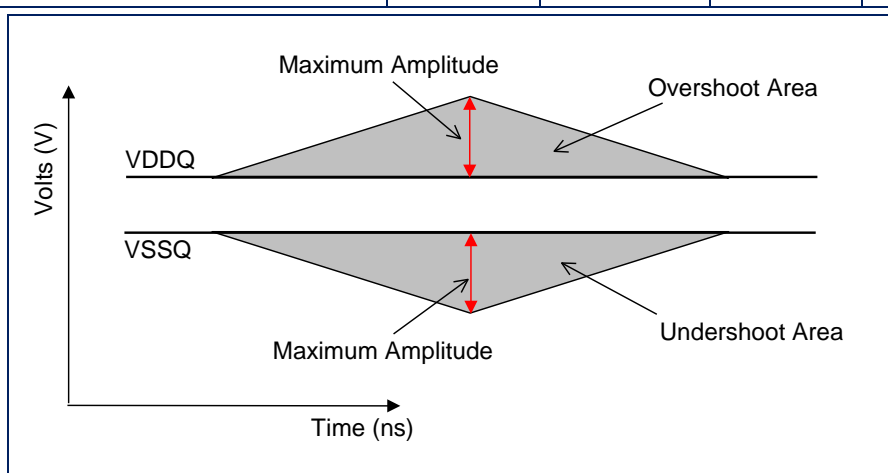 Maximum Amplitude
Overshoot Area
Volts (V)
VDDQ
VSSQ
Undershoot Area
Maximum Amplitude
Time (ns)